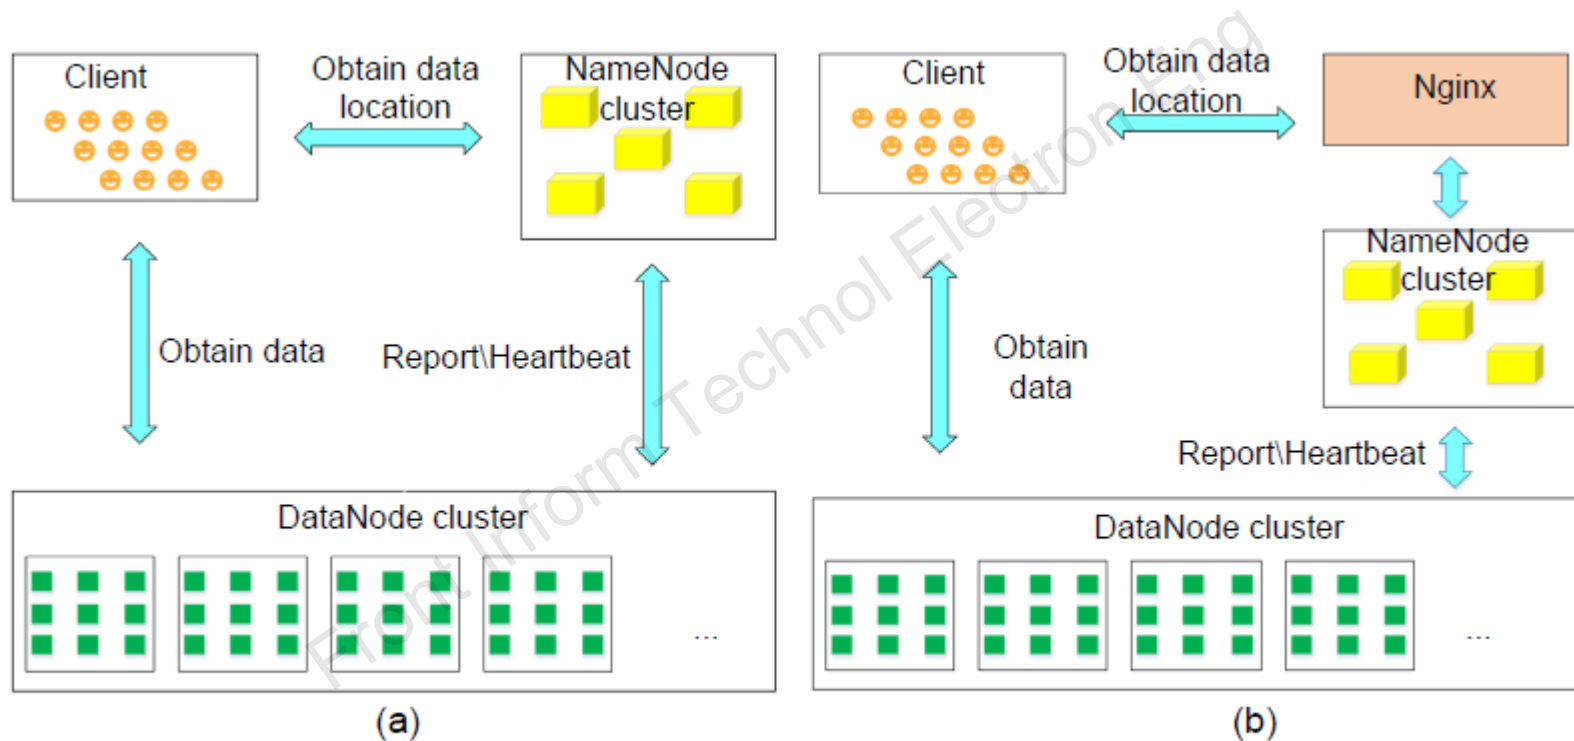 Client
Obtain data
location
NameNode
cluster
Obtain data
Report\Heartbeat
DataNode cluster
...
(a)
Client
Obtain data
location
Nginx
NameNode
cluster
Obtain
data
Report\Heartbeat
DataNode cluster
...
(b)
Front Inform Technol Electron Eng